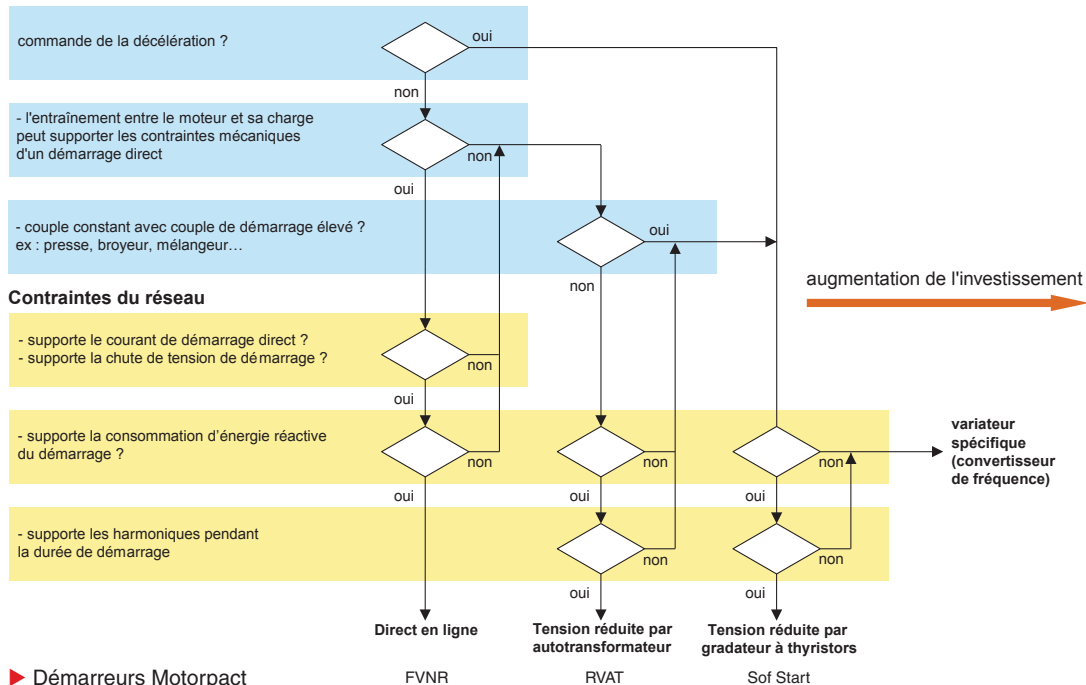 commande de la décélération ?
oui
non
- l'entraînement entre le moteur et sa charge
peut supporter les contraintes mécaniques
d'un démarrage direct
non
oui
- couple constant avec couple de démarrage élevé ?
ex : presse, broyeur, mélangeur…
oui
non
augmentation de l'investissement
Contraintes du réseau
- supporte le courant de démarrage direct ?
- supporte la chute de tension de démarrage ?
non
oui
- supporte la consommation d'énergie réactive
du démarrage ?
non
non
non
variateur
spécifique
(convertisseur
de fréquence)
oui
oui
oui
- supporte les harmoniques pendant
la durée de démarrage
non
non
oui
oui
Direct en ligne
Tension réduite par
autotransformateur
Tension réduite par
gradateur à thyristors
Démarreurs Motorpact
FVNR
RVAT
Sof Start